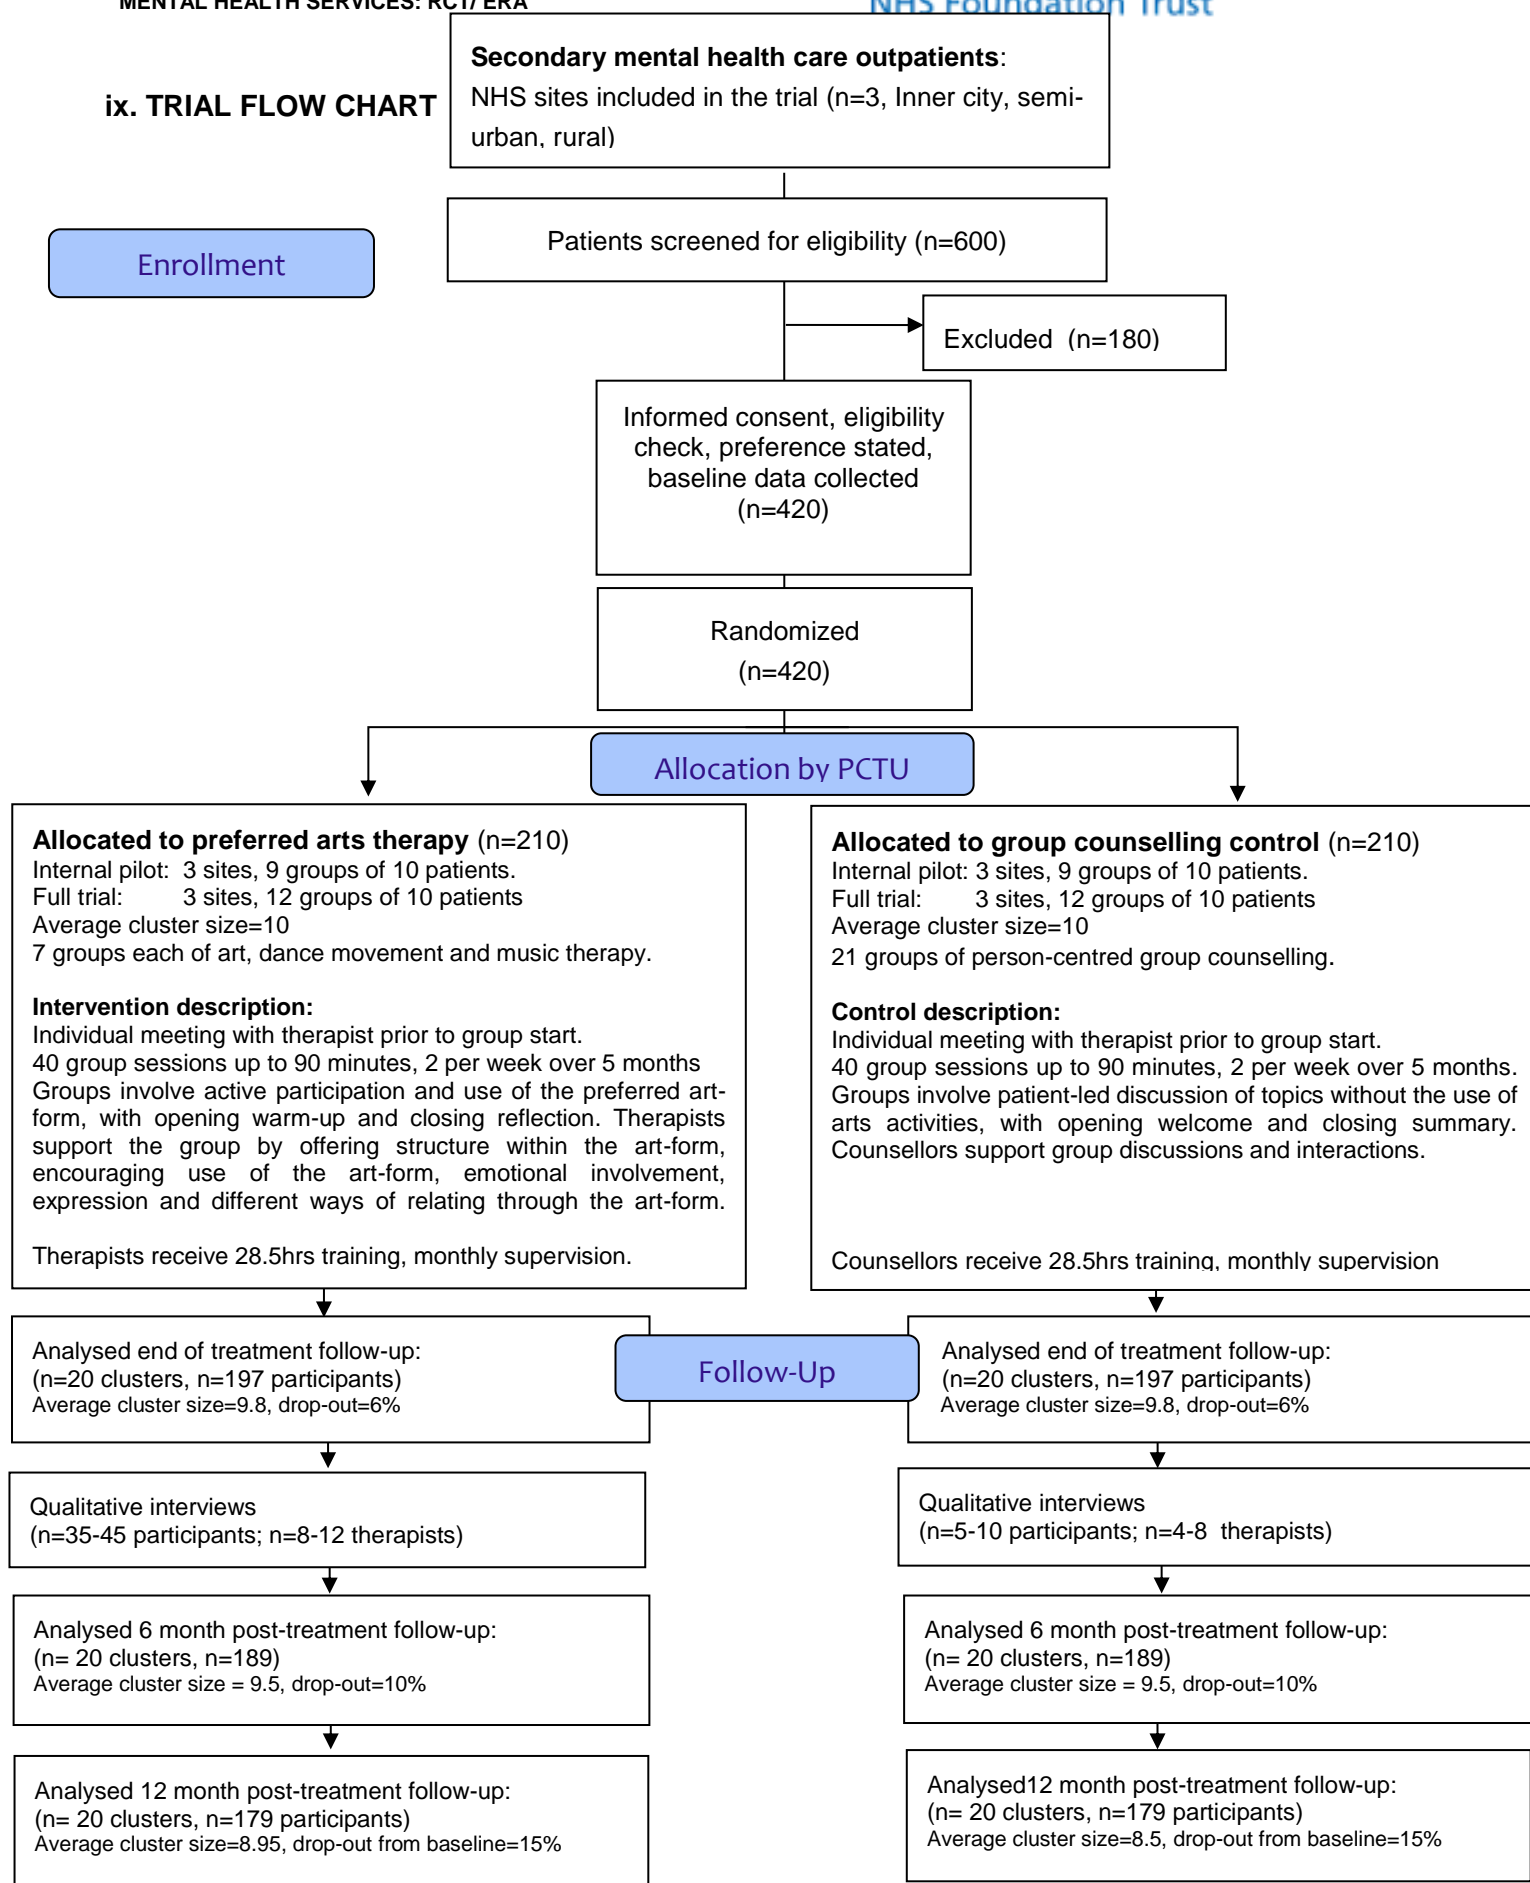 MENTAL HEALTH SERVICES: RCT/ ERA
NHS Foundation Trust
ix. TRIAL FLOW CHART
Secondary mental health care outpatients:
NHS sites included in the trial (n=3, Inner city, semi-
urban, rural)
Patients screened for eligibility (n=600)
Enrollment
Excluded (n=180)
Informed consent, eligibility
check, preference stated,
baseline data collected
(n=420)
Randomized
(n=420)
Allocation by PCTU
Allocated to preferred arts therapy (n=210)
Internal pilot: 3 sites, 9 groups of 10 patients.
Full trial: 3 sites, 12 groups of 10 patients
Average cluster size=10
7 groups each of art, dance movement and music therapy.
Intervention description:
Individual meeting with therapist prior to group start.
40 group sessions up to 90 minutes, 2 per week over 5 months
Groups involve active participation and use of the preferred art-
form, with opening warm-up and closing reflection. Therapists
support the group by offering structure within the art-form,
encouraging use of the art-form, emotional involvement,
expression and different ways of relating through the art-form.
Therapists receive 28.5hrs training, monthly supervision.
Allocated to group counselling control (n=210)
Internal pilot: 3 sites, 9 groups of 10 patients.
Full trial: 3 sites, 12 groups of 10 patients
Average cluster size=10
21 groups of person-centred group counselling.
Control description:
Individual meeting with therapist prior to group start.
40 group sessions up to 90 minutes, 2 per week over 5 months.
Groups involve patient-led discussion of topics without the use of
arts activities, with opening welcome and closing summary.
Counsellors support group discussions and interactions.
Counsellors receive 28.5hrs training, monthly supervision
Follow-Up
Analysed end of treatment follow-up:
(n=20 clusters, n=197 participants)
Average cluster size=9.8, drop-out=6%
Analysed end of treatment follow-up:
(n=20 clusters, n=197 participants)
Average cluster size=9.8, drop-out=6%
Qualitative interviews
(n=35-45 participants; n=8-12 therapists)
Qualitative interviews
(n=5-10 participants; n=4-8 therapists)
Analysed 6 month post-treatment follow-up:
(n= 20 clusters, n=189)
Average cluster size = 9.5, drop-out=10%
Analysed 6 month post-treatment follow-up:
(n= 20 clusters, n=189)
Average cluster size = 9.5, drop-out=10%
Analysed 12 month post-treatment follow-up:
(n= 20 clusters, n=179 participants)
Average cluster size=8.95, drop-out from baseline=15%
Analysed12 month post-treatment follow-up:
(n= 20 clusters, n=179 participants)
Average cluster size=8.5, drop-out from baseline=15%